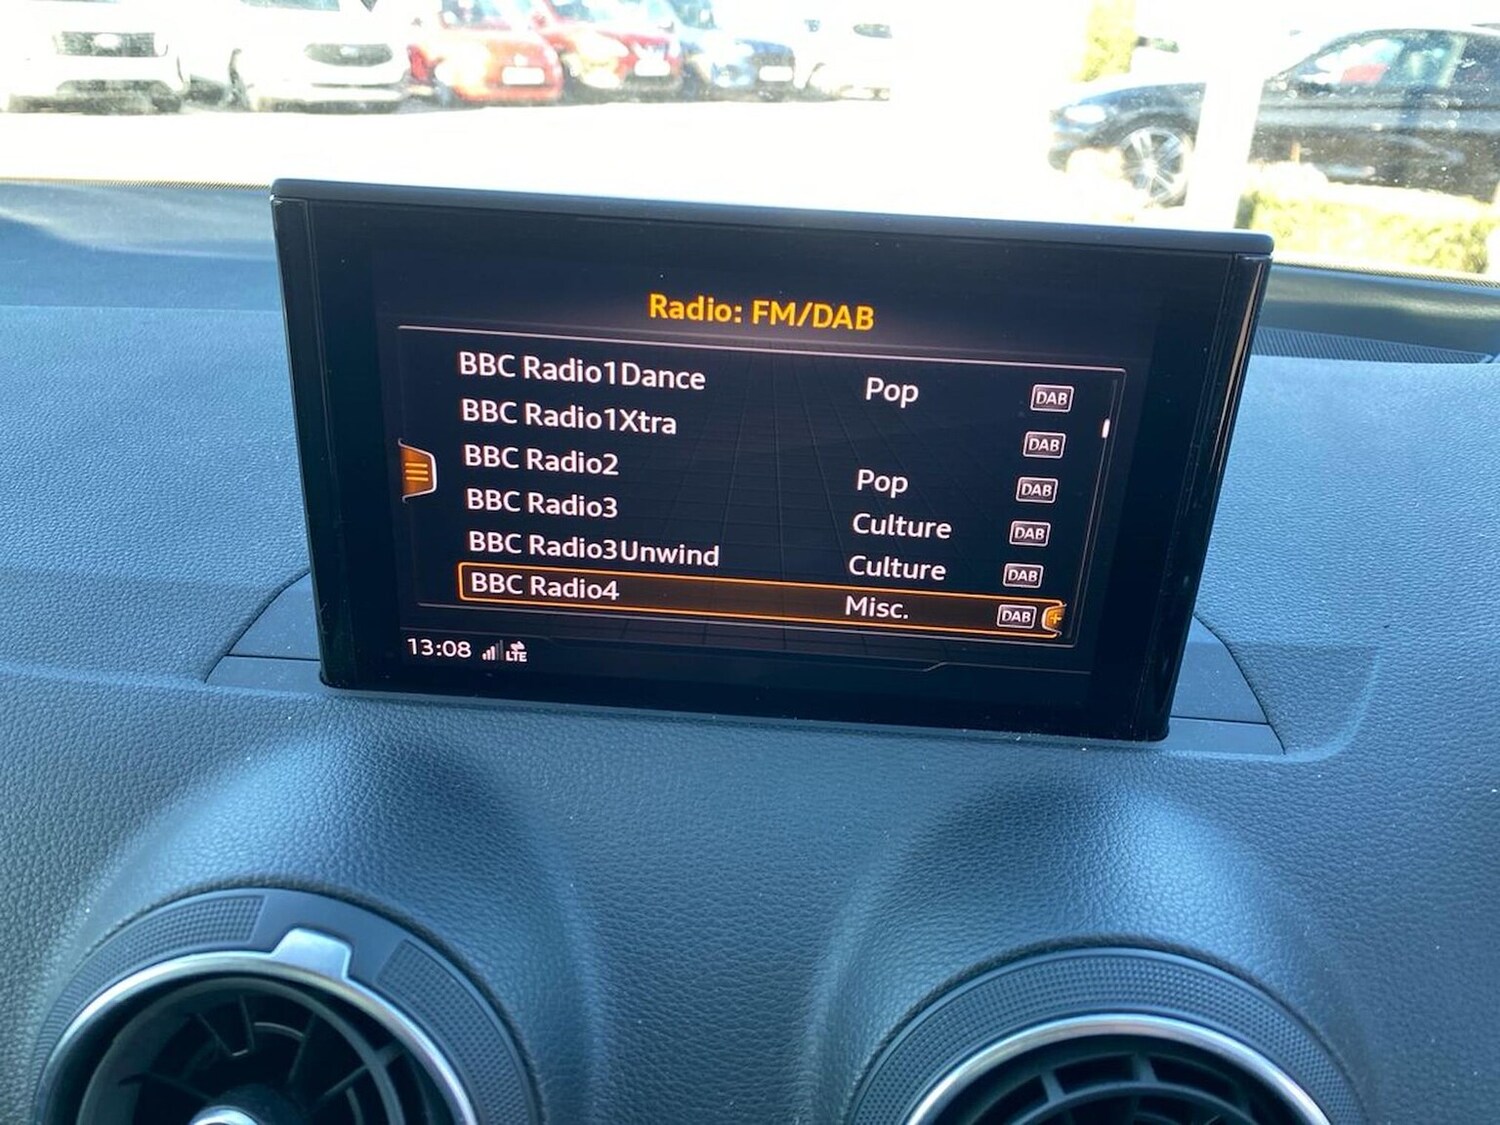 Radio: FM/DAB
BBC Radio1Dance Pop DAB
BBC Radio1Xtra DAB
BBC Radio2 Pop DAB
BBC Radio3 Culture DAB
BBC Radio3Unwind Culture DAB
BBC Radio4 Misc. DAB
13:08 LTE